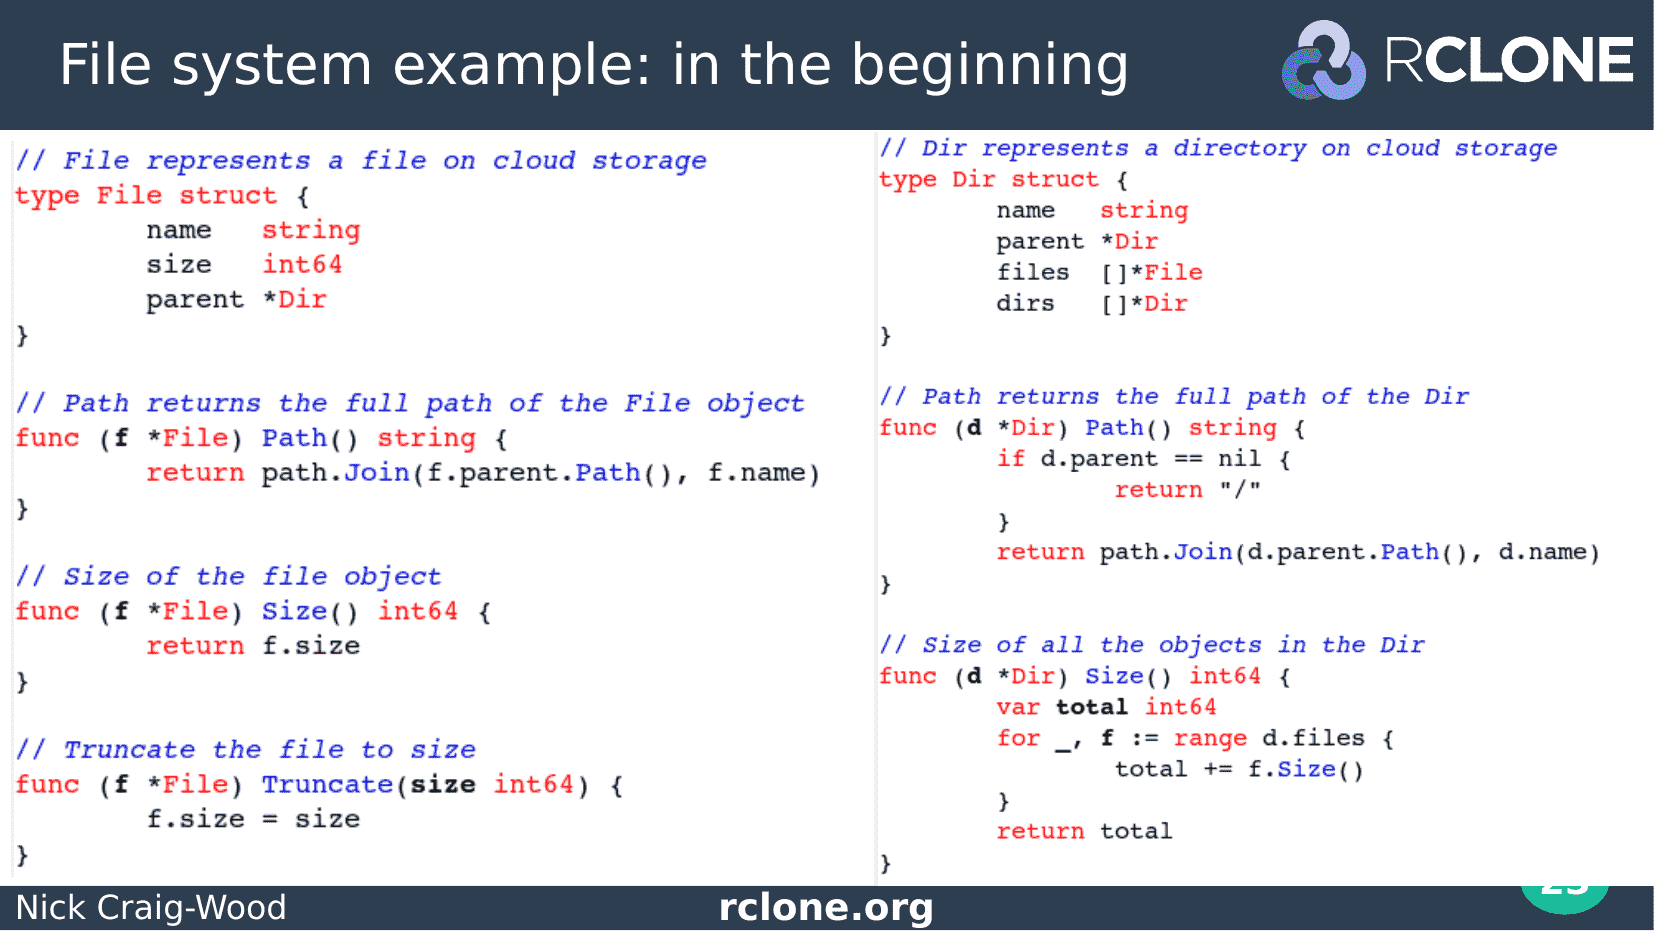 File system example: in the beginning
RCLONE
// File represents a file on cloud storage
type File struct {
        name   string
        size   int64
        parent *Dir
}
// Path returns the full path of the File object
func (f *File) Path() string {
        return path.Join(f.parent.Path(), f.name)
}
// Size of the file object
func (f *File) Size() int64 {
        return f.size
}
// Truncate the file to size
func (f *File) Truncate(size int64) {
        f.size = size
}
// Dir represents a directory on cloud storage
type Dir struct {
        name   string
        parent *Dir
        files  []*File
        dirs   []*Dir
}
// Path returns the full path of the Dir
func (d *Dir) Path() string {
        if d.parent == nil {
                return "/"
        }
        return path.Join(d.parent.Path(), d.name)
}
// Size of all the objects in the Dir
func (d *Dir) Size() int64 {
        var total int64
        for _, f := range d.files {
                total += f.Size()
        }
        return total
}
Nick Craig-Wood
rclone.org